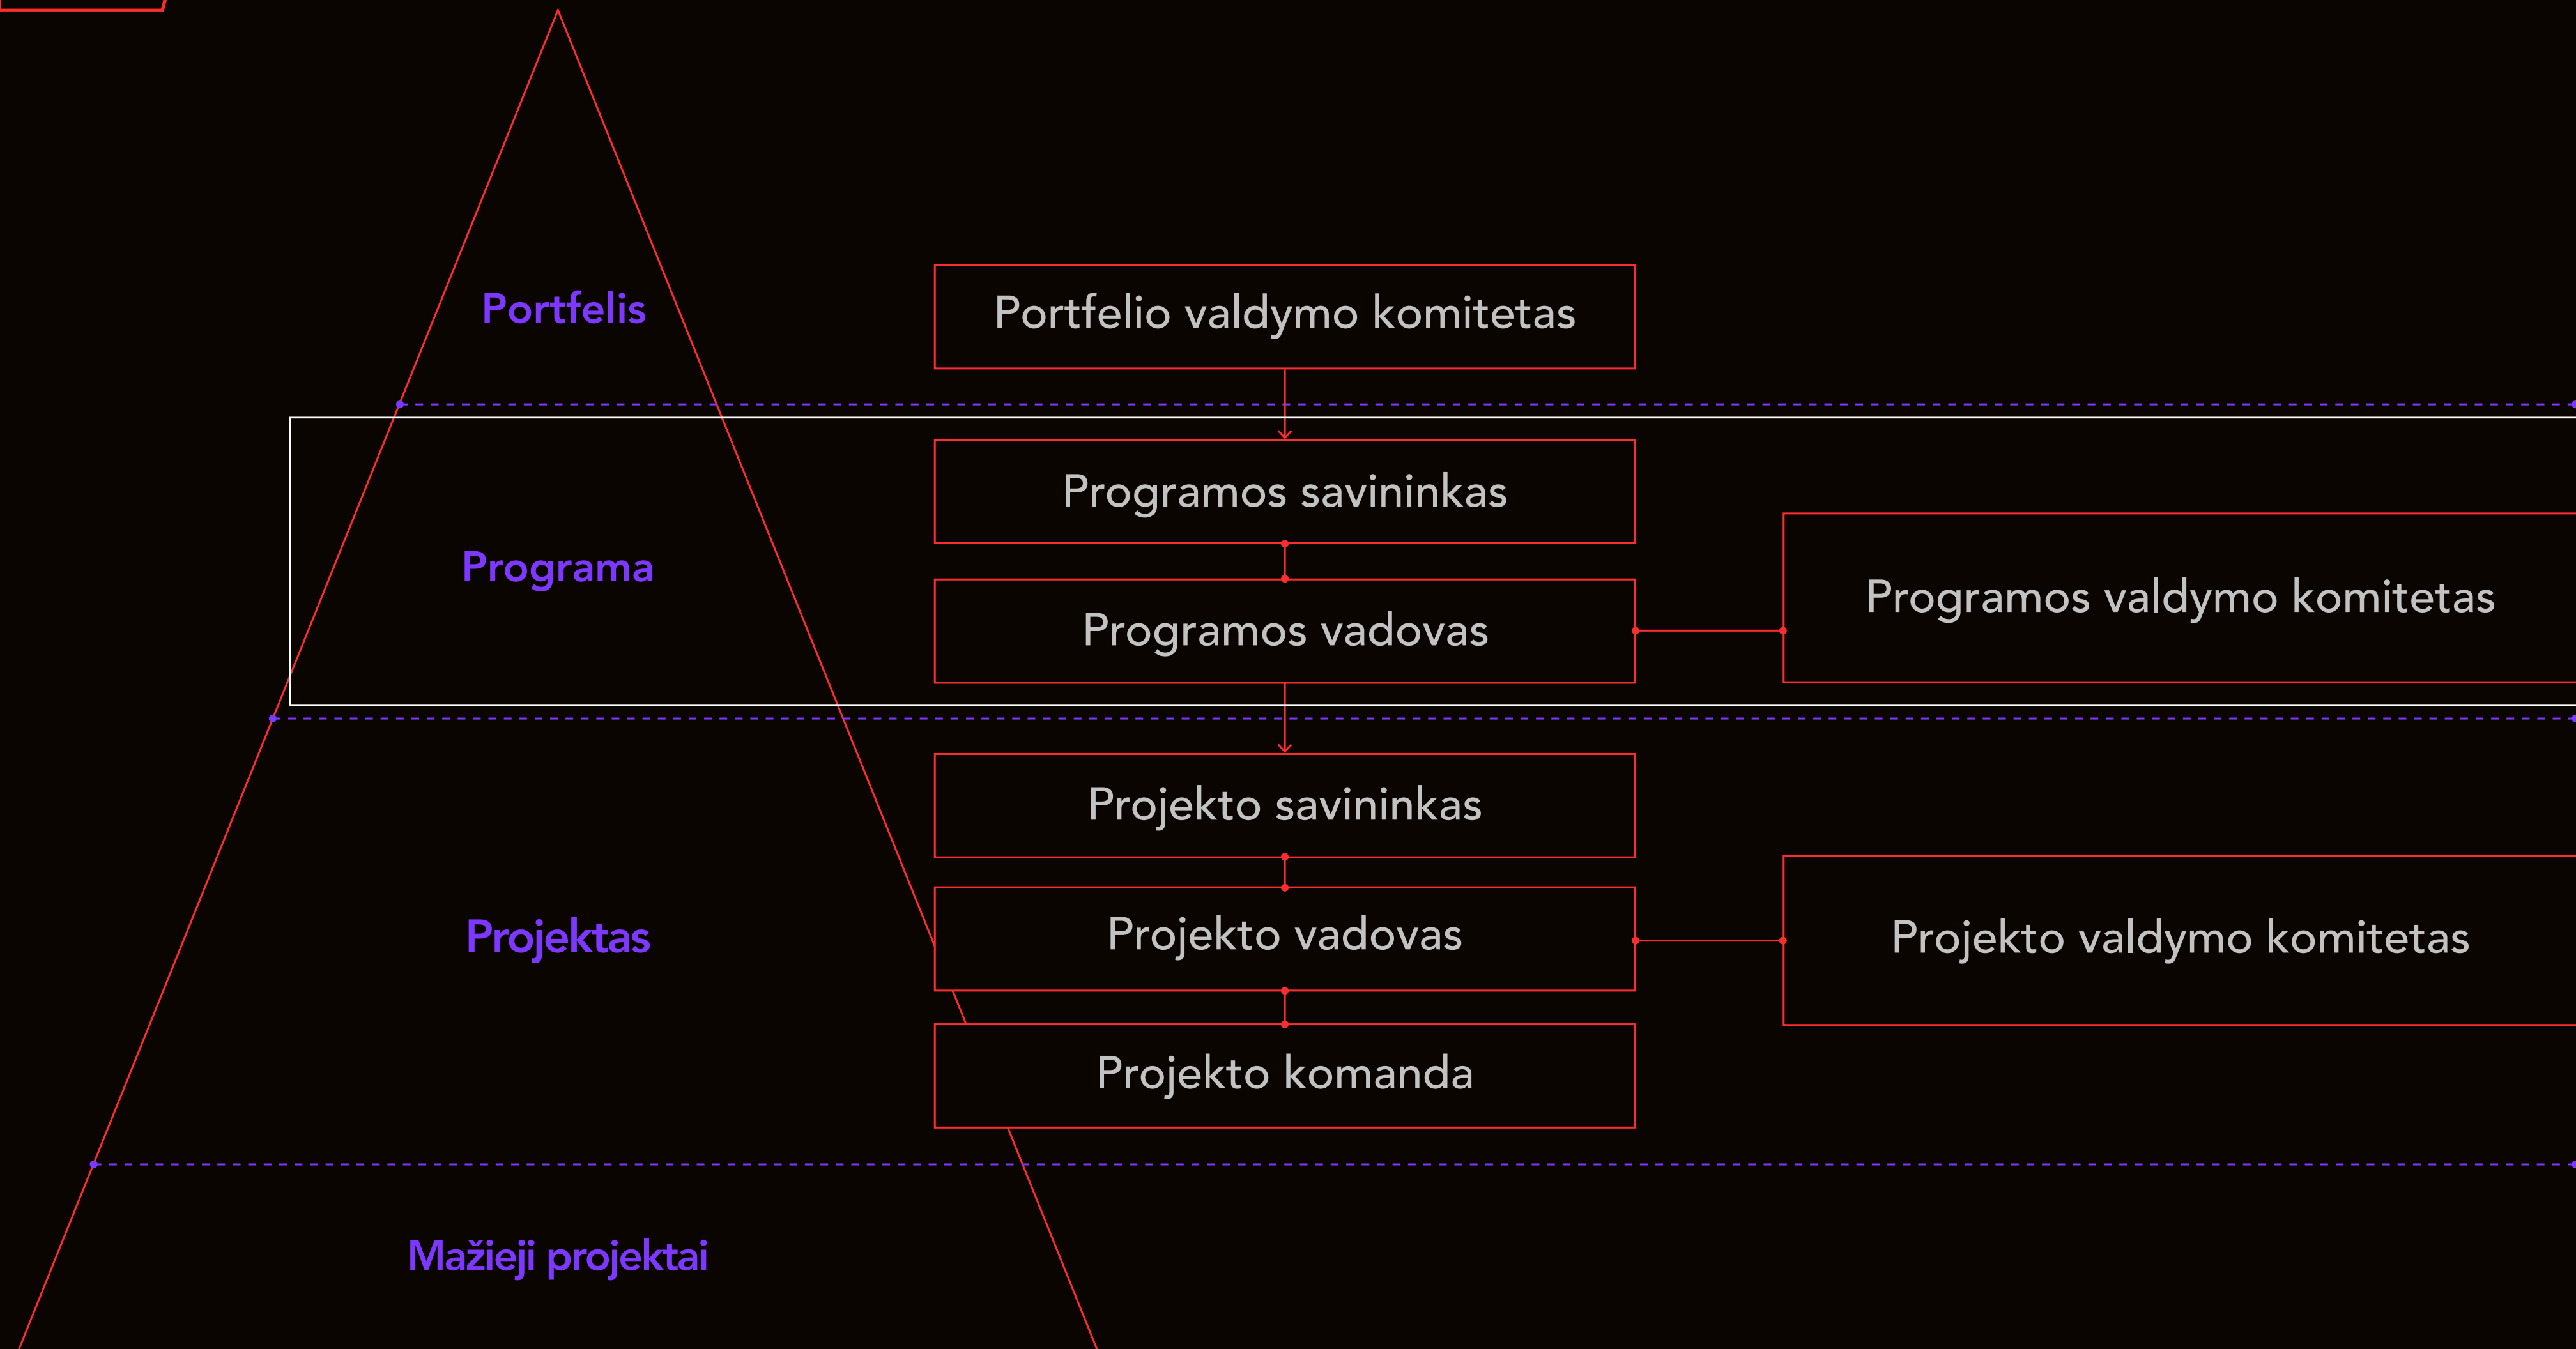 Portfelis
Portfelio valdymo komitetas
Programos savininkas
Programa
Programos vadovas
Programos valdymo komitetas
Projekto savininkas
Projektas
Projekto vadovas
Projekto valdymo komitetas
Projekto komanda
Mažieji projektai